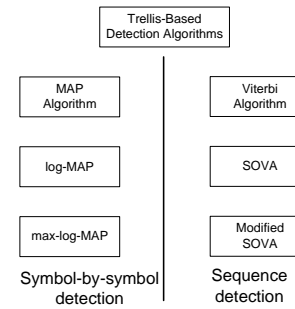 Trellis-Based
Detection Algorithms
MAP
Algorithm
log-MAP
max-log-MAP
Symbol-by-symbol
detection
Viterbi
Algorithm
SOVA
Modified
SOVA
Sequence
detection